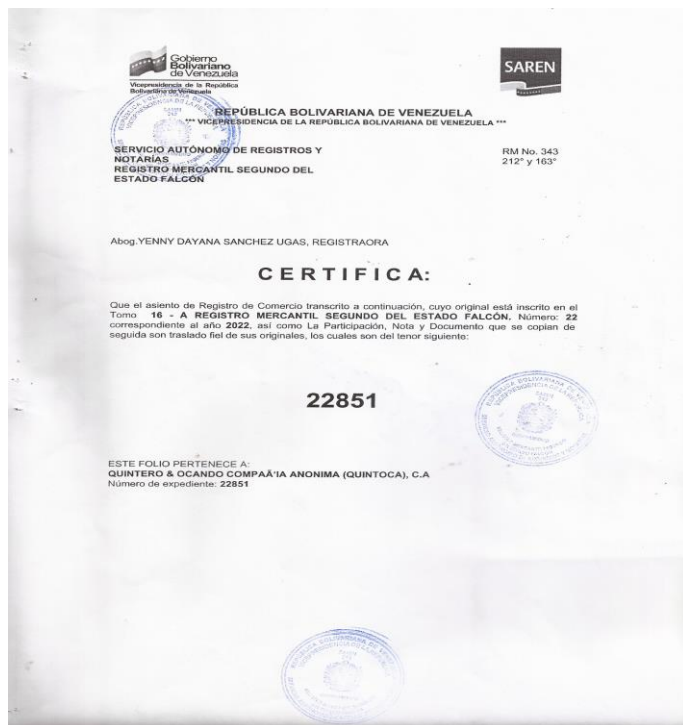 Gobierno
Bolivariano
de Venezuela
Vicepresidencia de la República
Bolivariana de Venezuela
SAREN
REPÚBLICA BOLIVARIANA DE VENEZUELA
*** VICEPRESIDENCIA DE LA REPÚBLICA BOLIVARIANA DE VENEZUELA ***
SERVICIO AUTÓNOMO DE REGISTROS Y
NOTARÍAS
REGISTRO MERCANTIL SEGUNDO DEL
ESTADO FALCÓN
RM No. 343
212° y 163°
Abog.YENNY DAYANA SANCHEZ UGAS, REGISTRAORA
CERTIFICA:
Que el asiento de Registro de Comercio transcrito a continuación, cuyo original está inscrito en el
Tomo 16 - A REGISTRO MERCANTIL SEGUNDO DEL ESTADO FALCÓN, Número: 22
correspondiente al año 2022, así como La Participación, Nota y Documento que se copian de
seguida son traslado fiel de sus originales, los cuales son del tenor siguiente:
22851
ESTE FOLIO PERTENECE A:
QUINTERO & OCANDO COMPAÃ'IA ANONIMA (QUINTOCA), C.A
Número de expediente: 22851